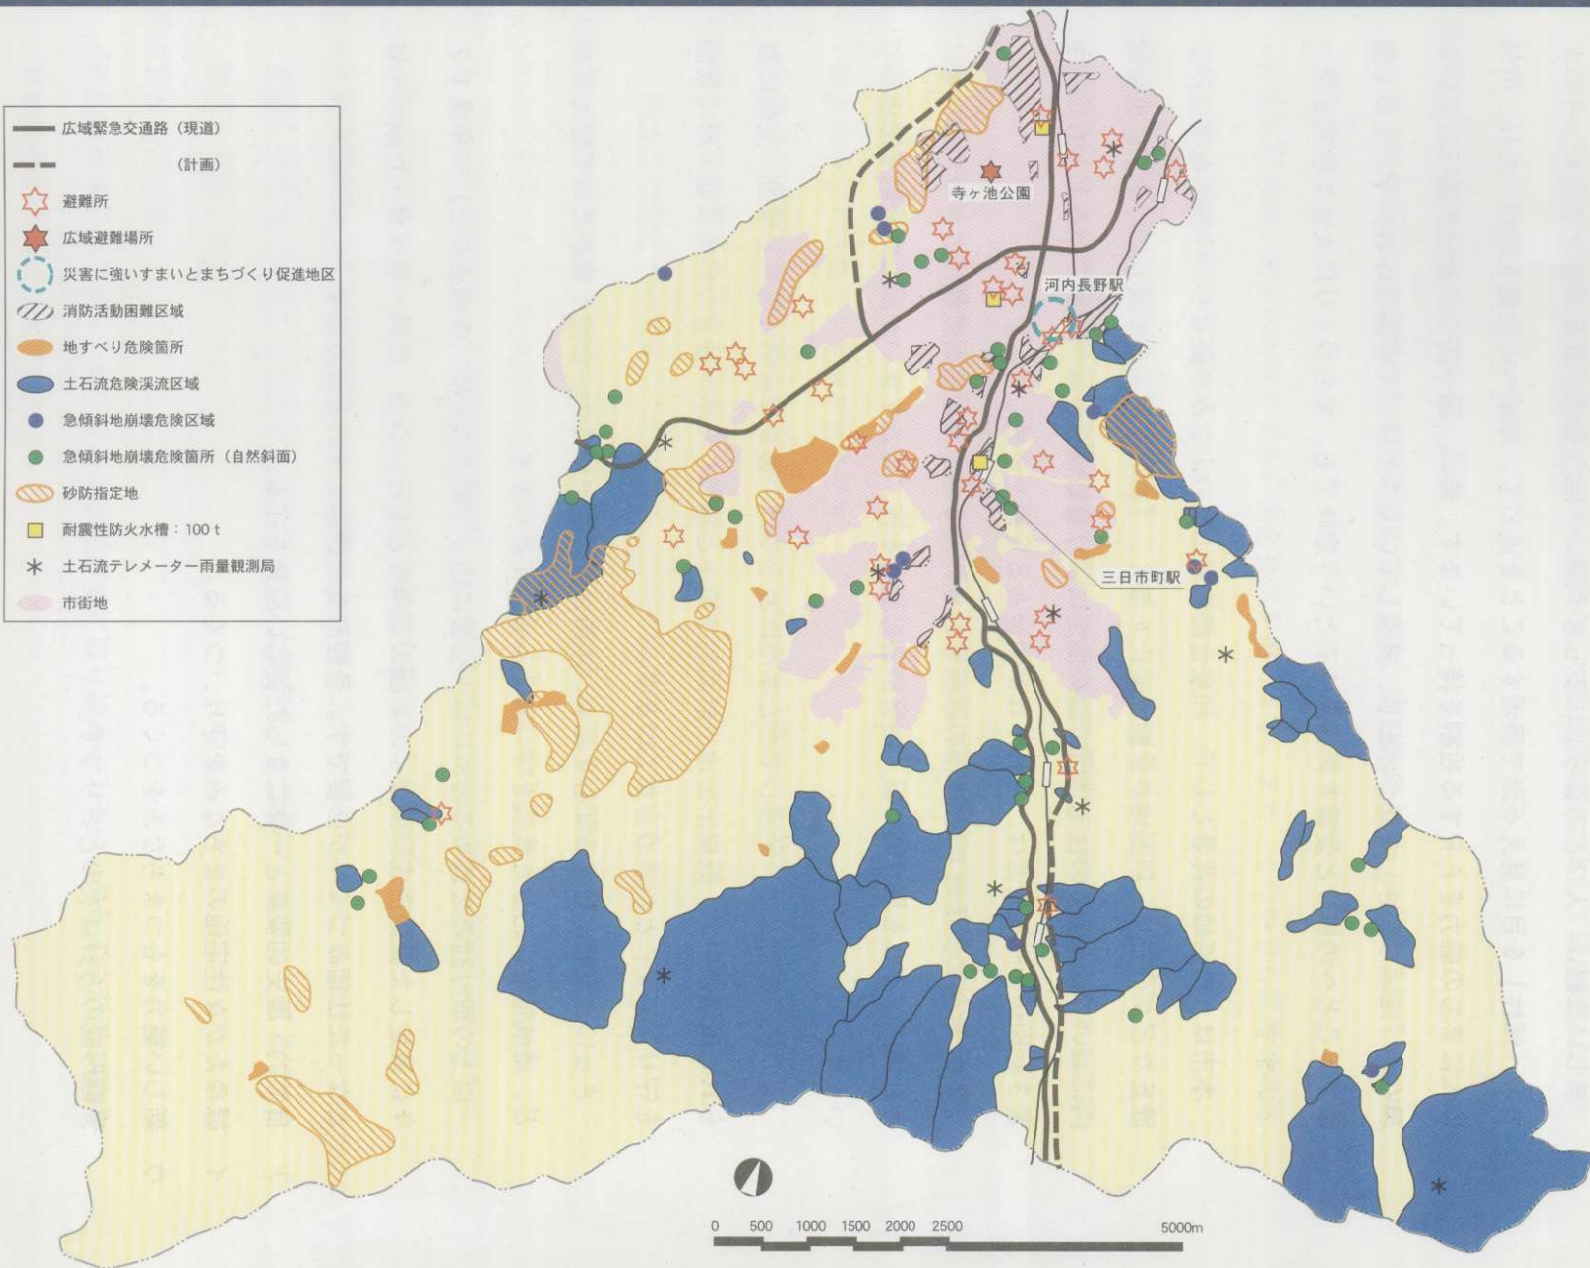 広域緊急交通路（現道）
（計画）
避難所
広域避難場所
災害に強いすまいとまちづくり促進地区
消防活動困難区域
地すべり危険箇所
土石流危険渓流区域
急傾斜地崩壊危険区域
急傾斜地崩壊危険箇所（自然斜面）
砂防指定地
耐震性防火水槽：100 t
土石流テレメーター雨量観測局
市街地
寺ヶ池公園
河内長野駅
三日市町駅
0 500 1000 1500 2000 2500 5000m